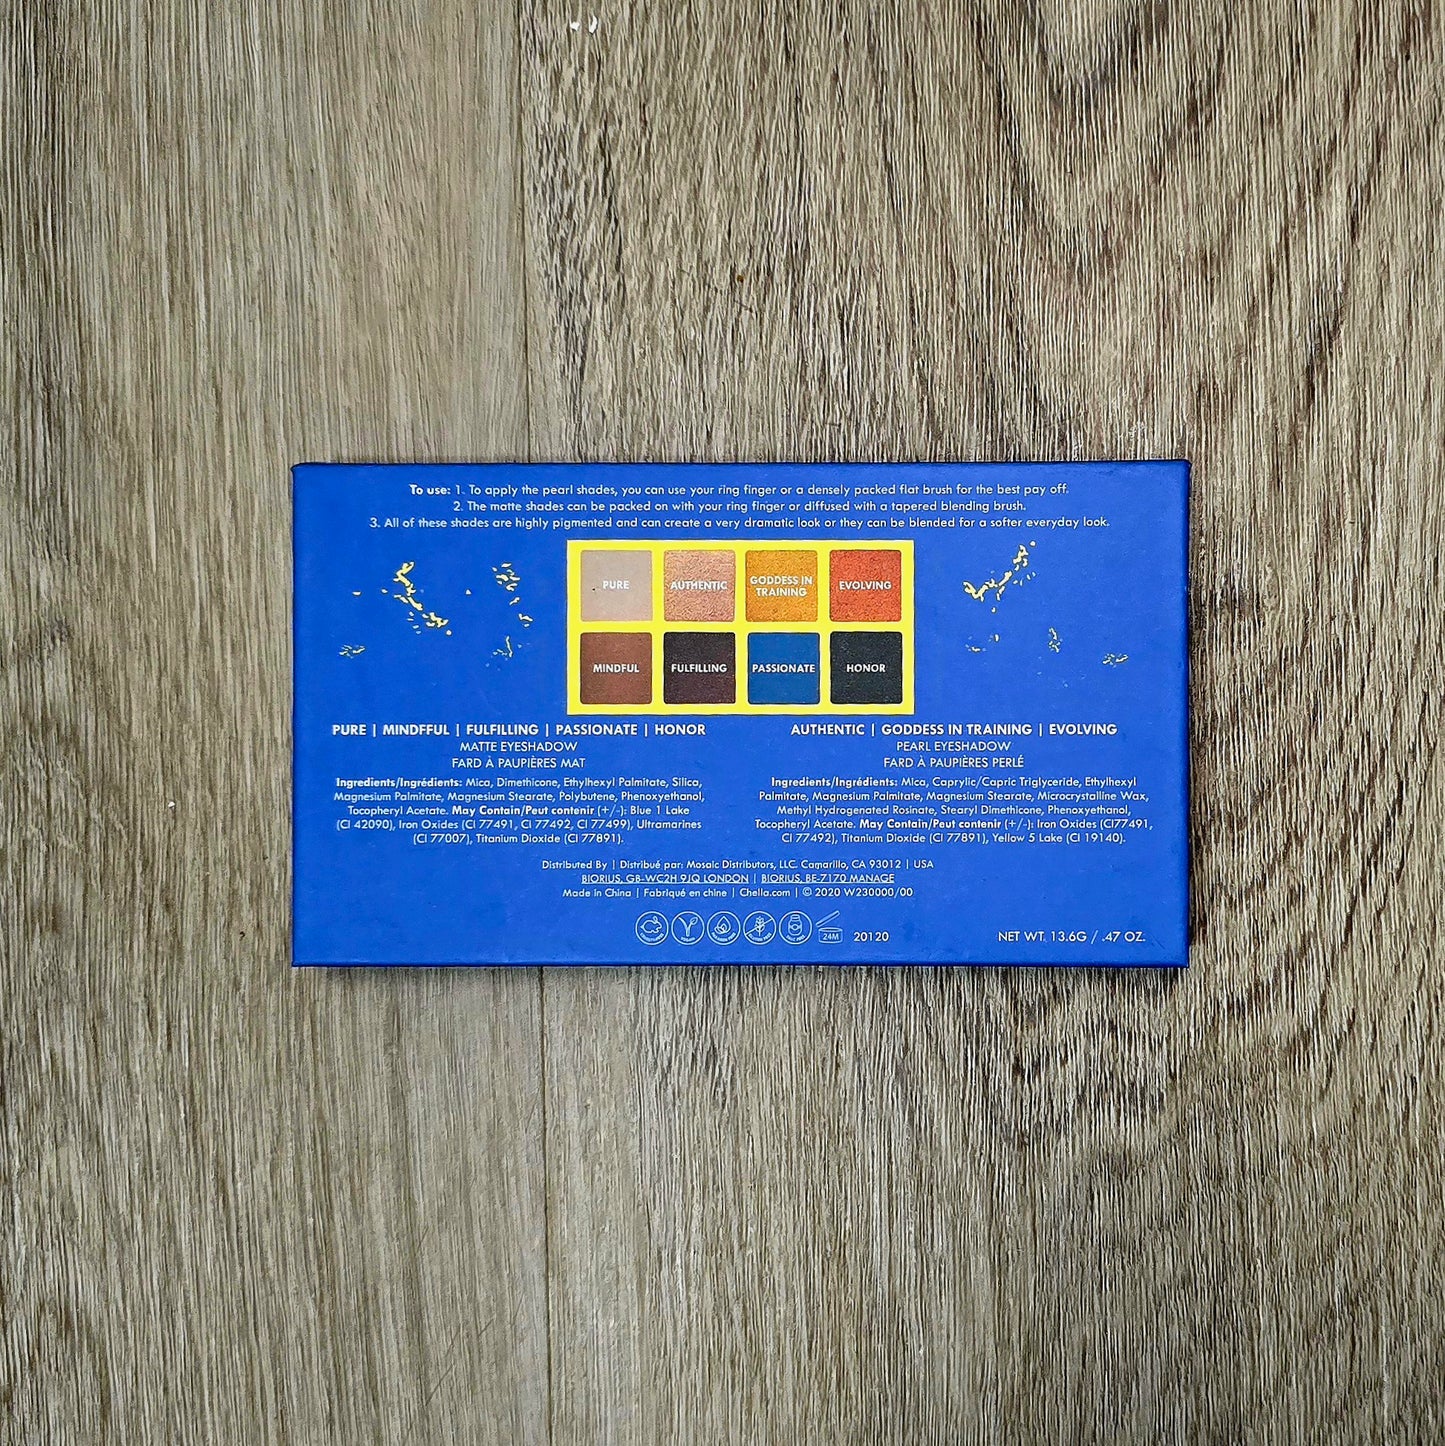 To use: 1. To apply the pearl shades, you can use your ring finger or a densely packed flat brush for the best pay off.
2. The matte shades can be packed on with your ring finger or diffused with a tapered blending brush.
3. All of these shades are highly pigmented and can create a very dramatic look or they can be blended for a softer everyday look.
PURE
AUTHENTIC
GODDESS IN
TRAINING
EVOLVING
MINDFUL
FULFILLING
PASSIONATE
HONOR
PURE | MINDFFUL | FULFILLING | PASSIONATE | HONOR
MATTE EYESHADOW
FARD À PAUPIÈRES MAT
Ingredients/Ingrédients: Mica, Dimethicone, Ethylhexyl Palmitate, Silica,
Magnesium Palmitate, Magnesium Stearate, Polybutene, Phenoxyethanol,
Tocopheryl Acetate. May Contain/Peut contenir (+/-): Blue 1 Lake
(CI 42090), Iron Oxides (CI 77491, CI 77492, CI 77499), Ultramarines
(CI 77007), Titanium Dioxide (CI 77891).
AUTHENTIC | GODDESS IN TRAINING | EVOLVING
PEARL EYESHADOW
FARD À PAUPIÈRES PERLÉ
Ingredients/Ingrédients: Mica, Caprylic/Capric Triglyceride, Ethylhexyl
Palmitate, Magnesium Palmitate, Magnesium Stearate, Microcrystalline Wax,
Methyl Hydrogenated Rosinate, Stearyl Dimethicone, Phenoxyethanol,
Tocopheryl Acetate. May Contain/Peut contenir (+/-): Iron Oxides (CI77491,
CI 77492), Titanium Dioxide (CI 77891), Yellow 5 Lake (CI 19140).
Distributed By | Distribué par: Mosaic Distributors, LLC. Camarillo, CA 93012 | USA
BIORIUS, GB-WC2H 9JQ LONDON | BIORIUS, BE-7170 MANAGE
Made in China | Fabriqué en chine | Chella.com | © 2020 W230000/00
24M
20120
NET WT. 13.6G / .47 OZ.